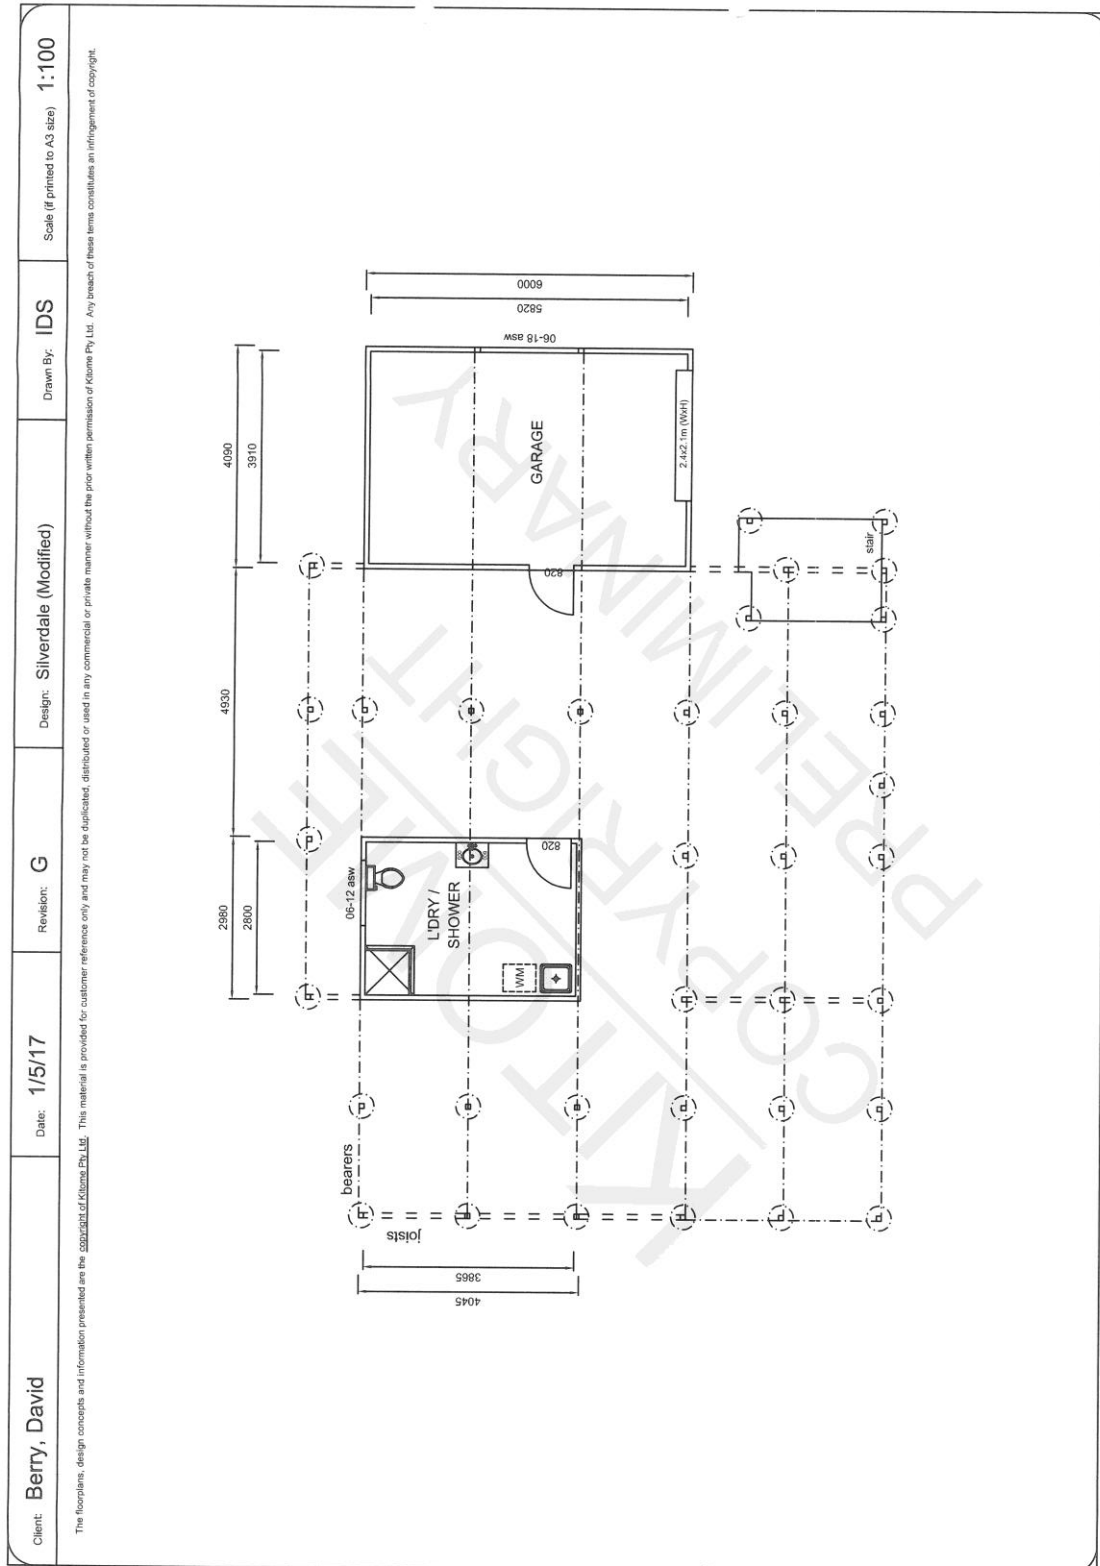 Client: Berry, David
Date: 1/5/17
Revision: G
Design: Silverdale (Modified)
Drawn By: IDS
Scale (if printed to A3 size) 1:100
The floorplans, design concepts and information presented are the copyright of Kitome Pty Ltd. This material is provided for customer reference only and may not be duplicated, distributed or used in any commercial or private manner without the prior written permission of Kitome Pty Ltd. Any breach of these terms constitutes an infringement of copyright.
2980
4930
4090
2800
3910
06-12 asw
L'DRY /
SHOWER
WM
820
820
GARAGE
2.4x2.1m (WxH)
06-18 asw
5820
6000
bearers
joists
3865
4045
stair
KITOME
COPYRIGHT
PRELIMINARY